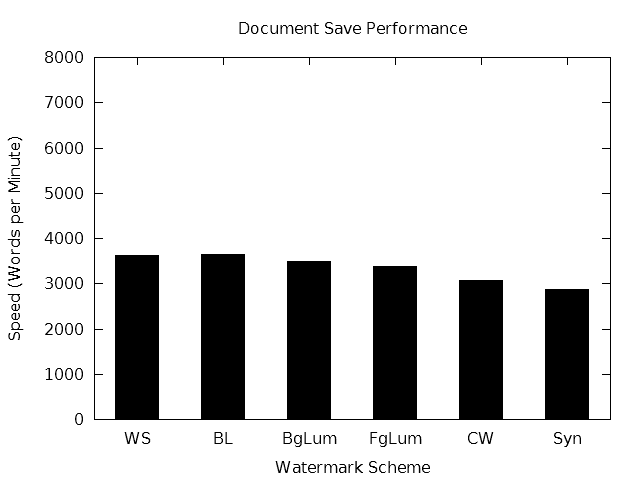 Document Save Performance
8000
7000
6000
5000
4000
3000
2000
1000
0
Speed (Words per Minute)
WS BL BgLum FgLum CW Syn
Watermark Scheme